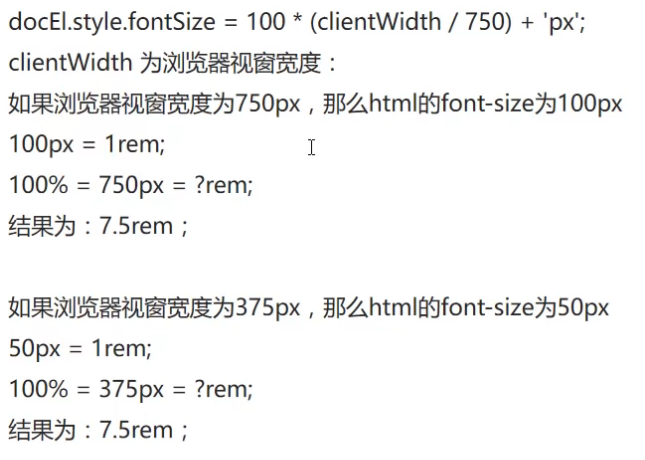 docEl.style.fontSize = 100 * (clientWidth / 750) + 'px';
clientWidth 为浏览器视窗宽度：
如果浏览器视窗宽度为750px，那么html的font-size为100px
100px = 1rem;
100% = 750px = ?rem;
结果为：7.5rem；
如果浏览器视窗宽度为375px，那么html的font-size为50px
50px = 1rem;
100% = 375px = ?rem;
结果为：7.5rem；